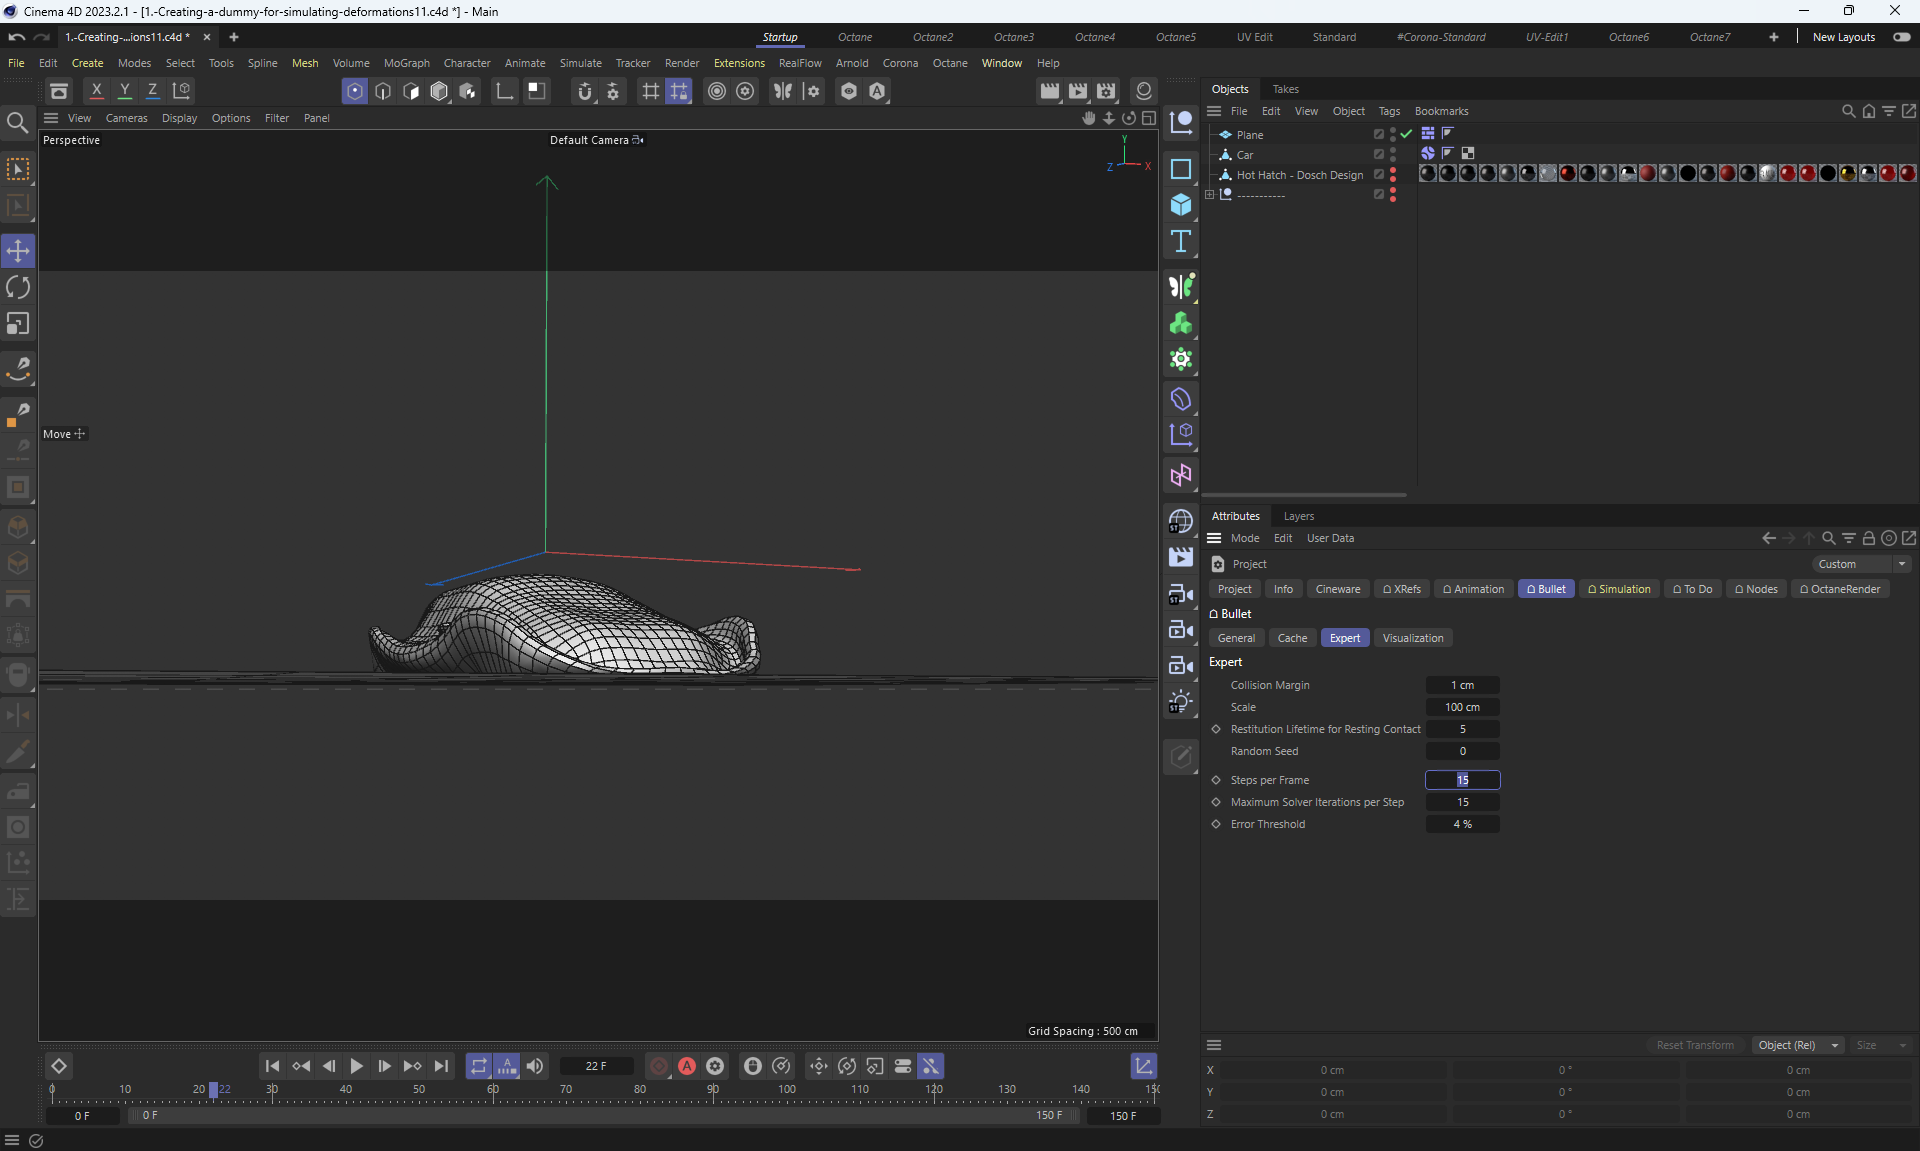 Cinema 4D 2023.2.1 - [1.-Creating-a-dummy-for-simulating-deformations11.c4d *] - Main
1.-Creating-...ions11.c4d *
Startup Octane Octane2 Octane3 Octane4 Octane5 UV Edit Standard #Corona-Standard UV-Edit1 Octane6 Octane7 New Layouts
File Edit Create Modes Select Tools Spline Mesh Volume MoGraph Character Animate Simulate Tracker Render Extensions RealFlow Arnold Corona Octane Window Help
X Y Z
View Cameras Display Options Filter Panel
Perspective
Default Camera
Y
Z X
Move
Grid Spacing : 500 cm
Objects Takes
File Edit View Object Tags Bookmarks
Plane
Car
Hot Hatch - Dosch Design
-----------
Attributes Layers
Mode Edit User Data
Project
Custom
Project Info Cineware XRefs Animation Bullet Simulation To Do Nodes OctaneRender
Bullet
General Cache Expert Visualization
Expert
Collision Margin 1 cm
Scale 100 cm
Restitution Lifetime for Resting Contact 5
Random Seed 0
Steps per Frame 15
Maximum Solver Iterations per Step 15
Error Threshold 4 %
Reset Transform Object (Rel) Size
X 0 cm 0 ° 0 cm
Y 0 cm 0 ° 0 cm
Z 0 cm 0 ° 0 cm
22 F
0 10 20 22 30 40 50 60 70 80 90 100 110 120 130 140 150
0 F 0 F 150 F 150 F